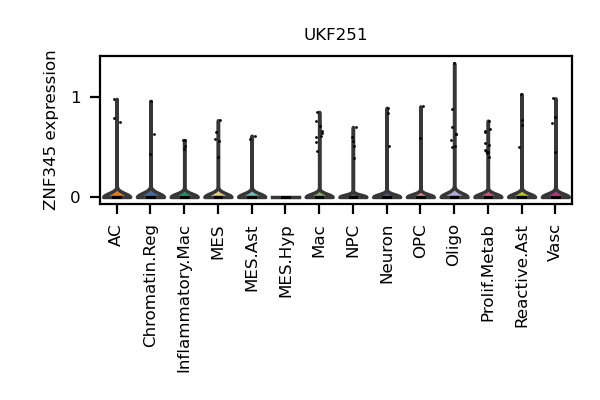 UKF251
ZNF345 expression
1
0
AC
Chromatin.Reg
Inflammatory.Mac
MES
MES.Ast
MES.Hyp
Mac
NPC
Neuron
OPC
Oligo
Prolif.Metab
Reactive.Ast
Vasc